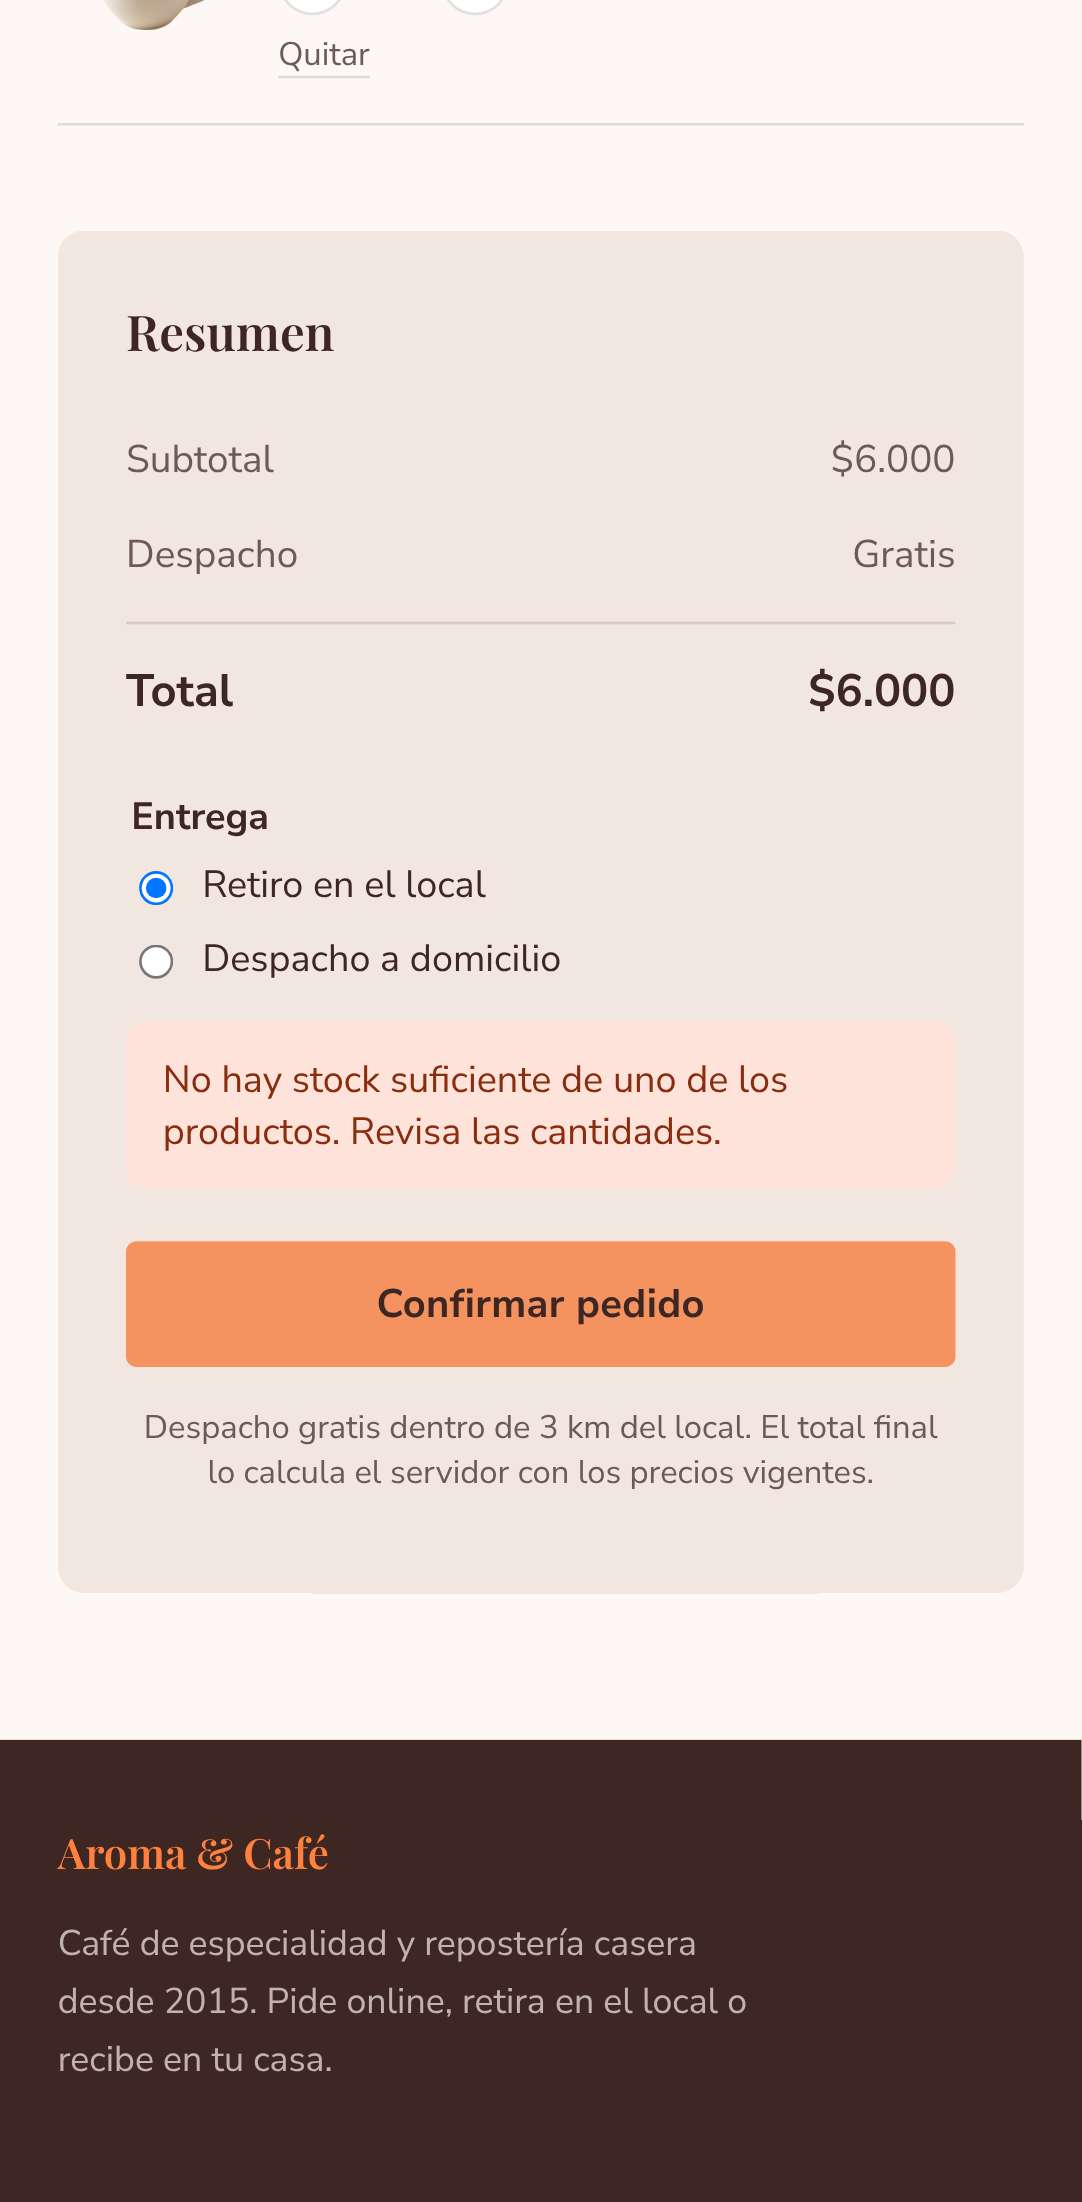 Quitar
Resumen
Subtotal $6.000
Despacho Gratis
Total $6.000
Entrega
Retiro en el local
Despacho a domicilio
No hay stock suficiente de uno de los
productos. Revisa las cantidades.
Confirmar pedido
Despacho gratis dentro de 3 km del local. El total final
lo calcula el servidor con los precios vigentes.
Aroma & Café
Café de especialidad y repostería casera
desde 2015. Pide online, retira en el local o
recibe en tu casa.